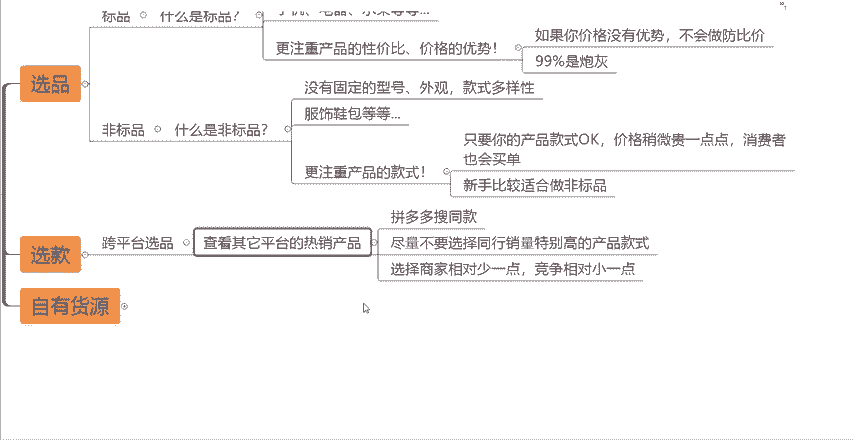 标品
什么是标品？
手机、电器、水果等等...
更注重产品的性价比、价格的优势！
如果你价格没有优势，不会做防比价
99%是炮灰
选品
非标品
什么是非标品？
没有固定的型号、外观，款式多样性
服饰鞋包等等...
更注重产品的款式！
只要你的产品款式OK，价格稍微贵一点点，消费者
也会买单
新手比较适合做非标品
选款
跨平台选品
查看其它平台的热销产品
拼多多搜同款
尽量不要选择同行销量特别高的产品款式
选择商家相对少一点，竞争相对小一点
自有货源